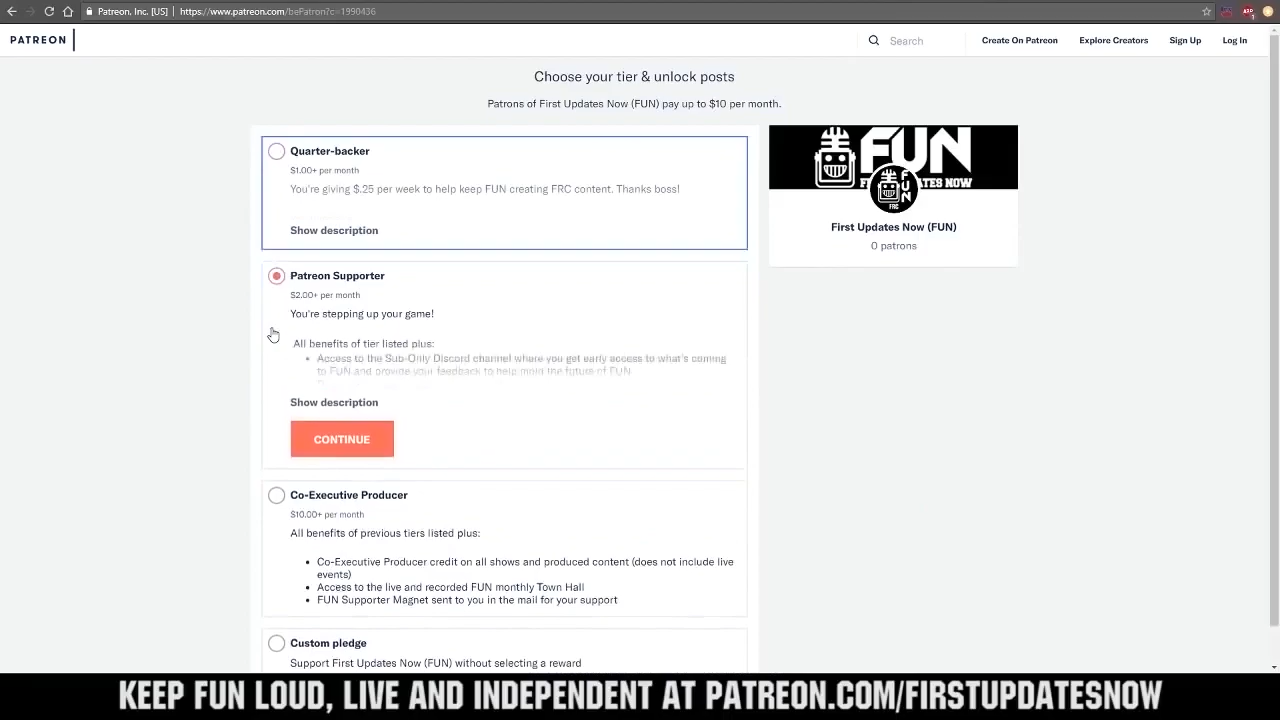 Patreon, Inc. [US]
https://www.patreon.com/bePatron?c=1990436
PATREON
Search
Create On Patreon
Explore Creators
Sign Up
Log In
Choose your tier & unlock posts
Patrons of First Updates Now (FUN) pay up to $10 per month.
Quarter-backer
$1.00+ per month
You're giving $.25 per week to help keep FUN creating FRC content. Thanks boss!
Show description
Patreon Supporter
$2.00+ per month
You're stepping up your game!
All benefits of tier listed plus:
• Access to the Sub-Only Discord channel where you get early access to what's coming
to FUN and provide your feedback to help mold the future of FUN
Show description
CONTINUE
Co-Executive Producer
$10.00+ per month
All benefits of previous tiers listed plus:
• Co-Executive Producer credit on all shows and produced content (does not include live
events)
• Access to the live and recorded FUN monthly Town Hall
• FUN Supporter Magnet sent to you in the mail for your support
Custom pledge
Support First Updates Now (FUN) without selecting a reward
FUN
TES NOW
FUN
FRC
First Updates Now (FUN)
0 patrons
KEEP FUN LOUD, LIVE AND INDEPENDENT AT PATREON.COM/FIRSTUPDATESNOW